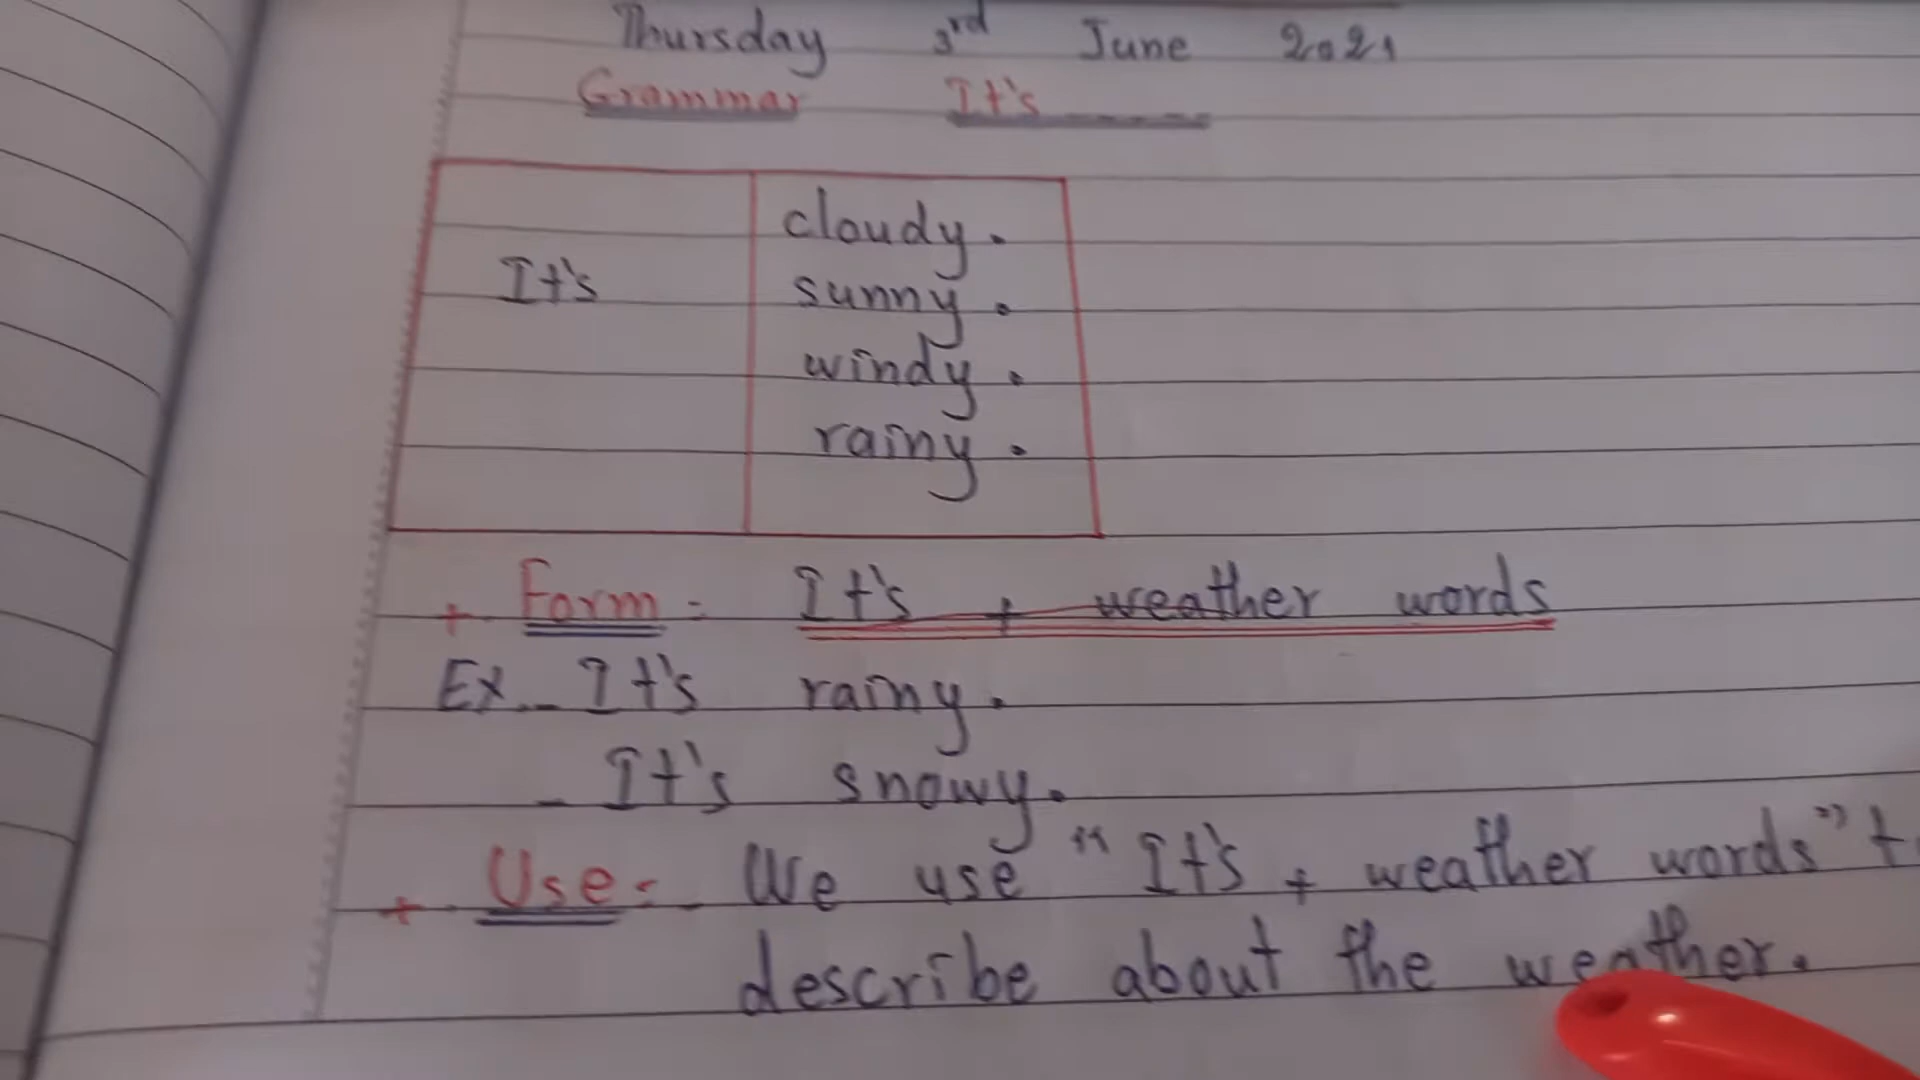 Thursday 3rd June 2021
Grammar It's _____
cloudy.
It's sunny.
windy.
rainy.
+ Form: It's + weather words
Ex - It's rainy.
- It's snowy.
+ Use: - We use "It's + weather words" t
describe about the weather.